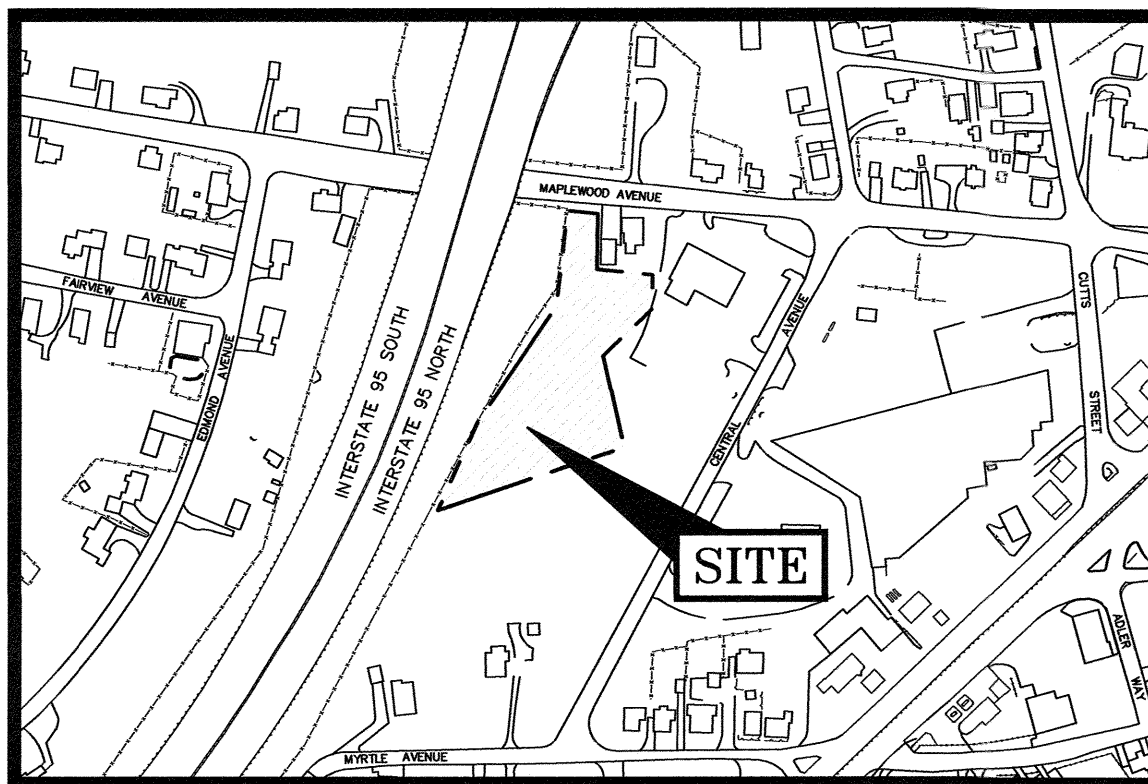 MAPLEWOOD AVENUE
FAIRVIEW AVENUE
EDMOND AVENUE
INTERSTATE 95 SOUTH
INTERSTATE 95 NORTH
CENTRAL AVENUE
CUTTS STREET
SITE
ADLER WAY
MYRTLE AVENUE